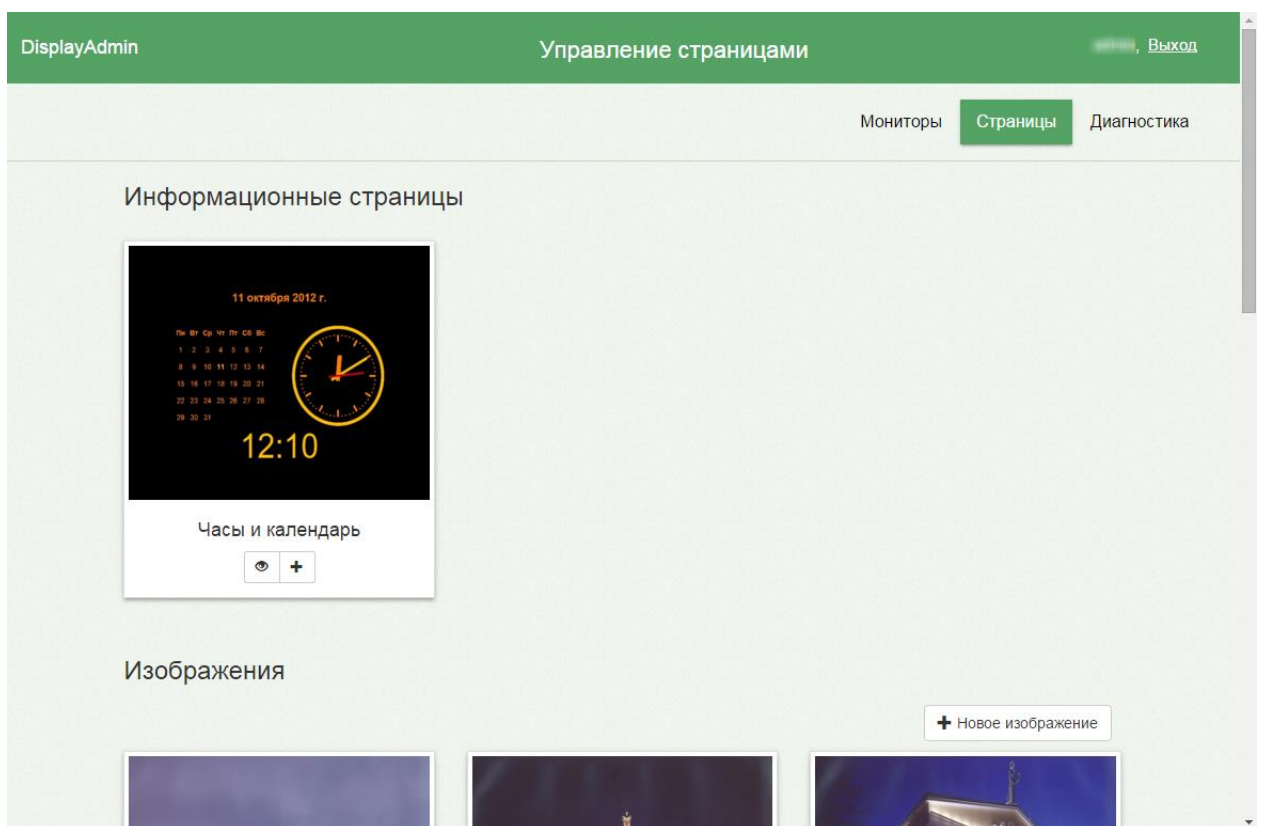 DisplayAdmin
Управление страницами
, Выход
Мониторы
Страницы
Диагностика
Информационные страницы
11 октября 2012 г.
Пн Вт Ср Чт Пт Сб Вс
1 2 3 4 5 6 7
8 9 10 11 12 13 14
15 16 17 18 19 20 21
22 23 24 25 26 27 28
29 30 31
12:10
Часы и календарь
Изображения
Новое изображение